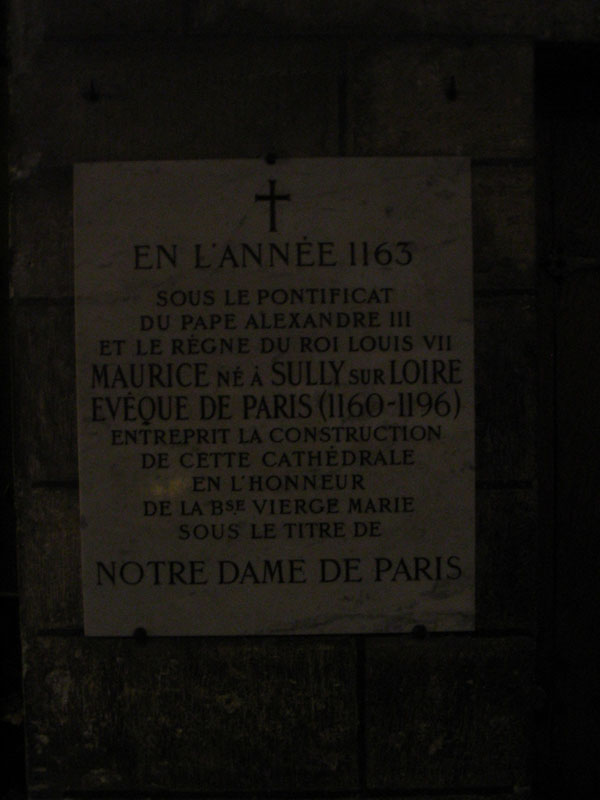 EN L'ANNÉE 1163
SOUS LE PONTIFICAT
DU PAPE ALEXANDRE III
ET LE RÉGNE DU ROI LOUIS VII
MAURICE NÉ À SULLY SUR LOIRE
EVÊQUE DE PARIS (1160-1196)
ENTREPRIT LA CONSTRUCTION
DE CETTE CATHÉDRALE
EN L'HONNEUR
DE LA BSE VIERGE MARIE
SOUS LE TITRE DE
NOTRE DAME DE PARIS